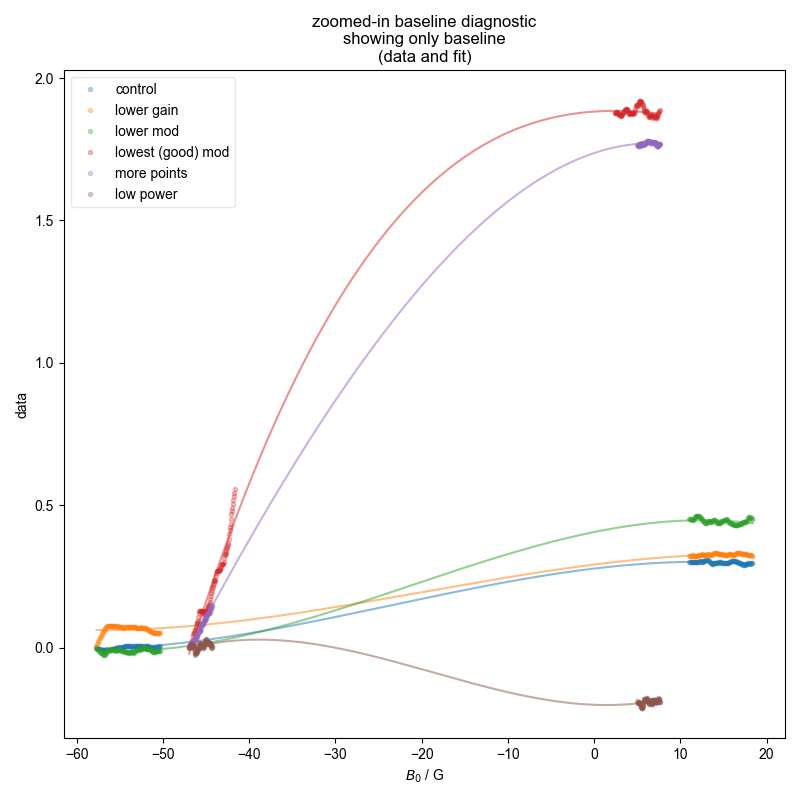 zoomed-in baseline diagnostic
showing only baseline
(data and fit)
2.0
1.5
1.0
0.5
0.0
data
control
lower gain
lower mod
lowest (good) mod
more points
low power
−60
−50
−40
−30
−20
−10
0
10
20
B0 / G